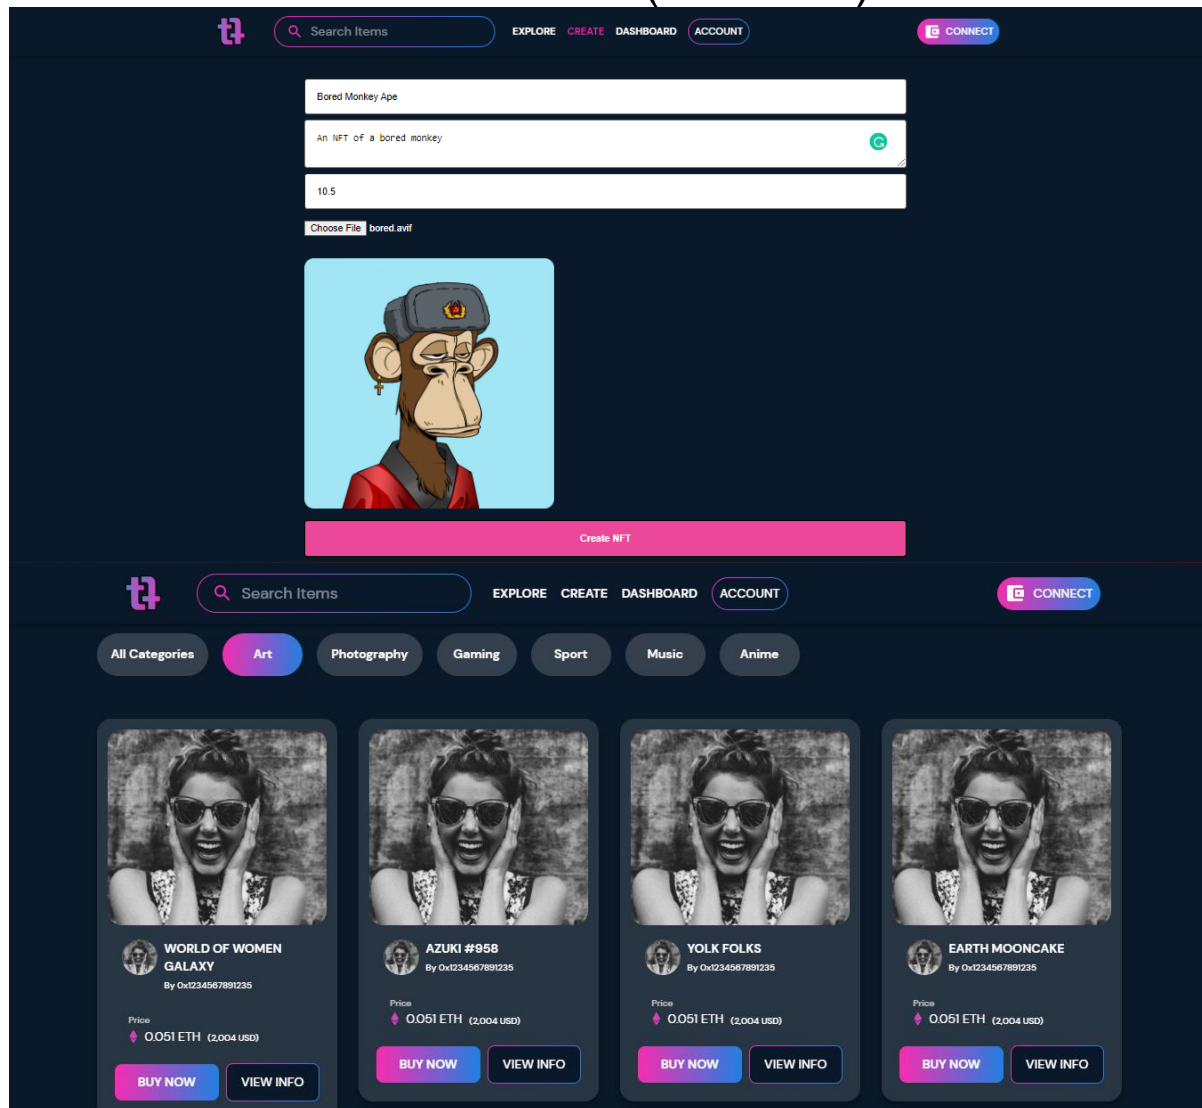 Search Items EXPLORE CREATE DASHBOARD ACCOUNT CONNECT
Bored Monkey Ape
An NFT of a bored monkey
10.5
Choose File bored.avif
Create NFT
Search Items EXPLORE CREATE DASHBOARD ACCOUNT CONNECT
All Categories Art Photography Gaming Sport Music Anime
WORLD OF WOMEN
GALAXY
By 0x1234567891235
Price
0.051 ETH (2,004 USD)
BUY NOW VIEW INFO
AZUKI #958
By 0x1234567891235
Price
0.051 ETH (2,004 USD)
BUY NOW VIEW INFO
YOLK FOLKS
By 0x1234567891235
Price
0.051 ETH (2,004 USD)
BUY NOW VIEW INFO
EARTH MOONCAKE
By 0x1234567891235
Price
0.051 ETH (2,004 USD)
BUY NOW VIEW INFO